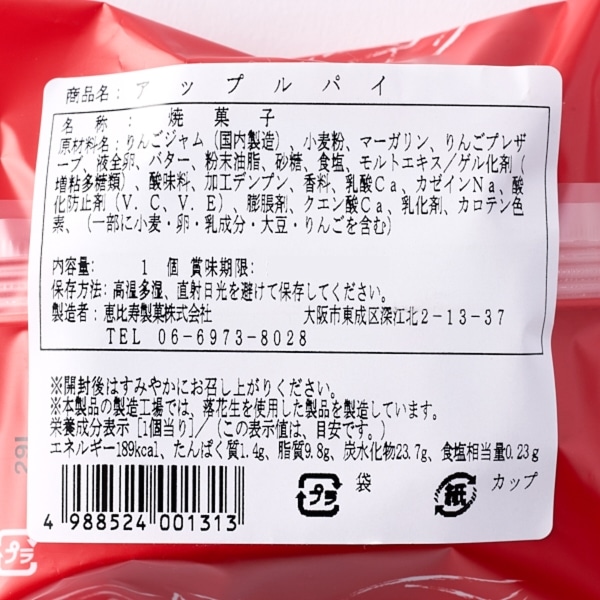 商品名: アップルパイ
名 称 : 焼 菓 子
原材料名: りんごジャム (国内製造)、小麦粉、マーガリン、りんごプレザ
ーブ、液全卵、バター、粉末油脂、砂糖、食塩、モルトエキス/ゲル化剤 (
増粘多糖類)、酸味料、加工デンプン、香料、乳酸Ca、カゼインNa、酸
化防止剤 (V.C、V.E)、膨脹剤、クエン酸Ca、乳化剤、カロテン色
素、(一部に小麦・卵・乳成分・大豆・りんごを含む)
内容量: 1 個 賞味期限:
保存方法: 高温多湿、直射日光を避けて保存してください。
製造者: 恵比寿製菓株式会社 大阪市東成区深江北2-13-37
TEL 06-6973-8028
※開封後はすみやかにお召し上がりください。
※本製品の製造工場では、落花生を使用した製品を製造しています。
栄養成分表示 [1個当り]/ (この表示値は、目安です。)
エネルギー189kcal、たんぱく質1.4g、脂質9.8g、炭水化物23.7g、食塩相当量0.23g
プラ 袋 紙 カップ
4 988524 001313
29L
プラ